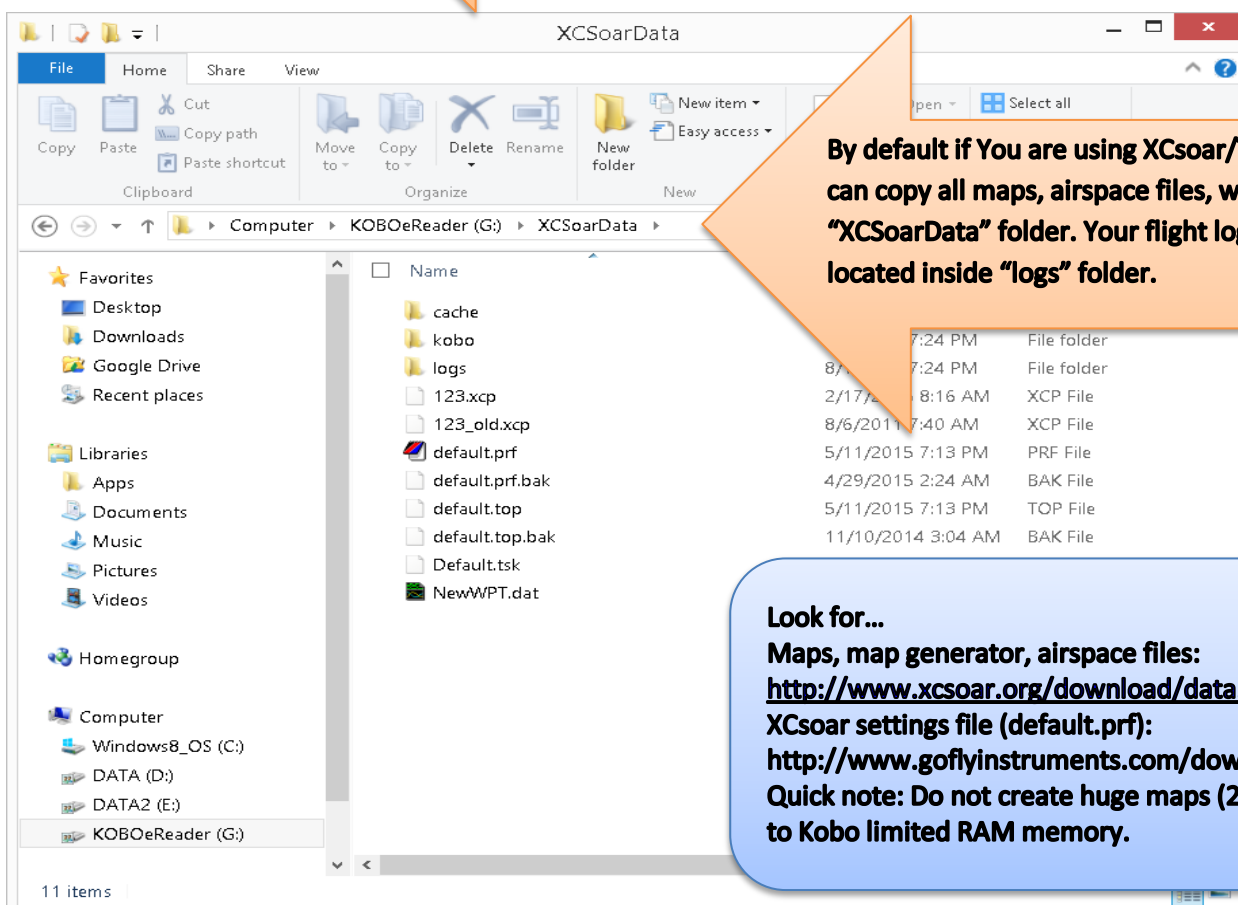 XCSoarData
File Home Share View
Copy Paste Cut
Copy path
Paste shortcut
Move to Copy to Delete Rename New folder
New item
Easy access
Select all
Clipboard Organize New
By default if You are using XCsoar/
can copy all maps, airspace files,
“XCSoarData” folder. Your flight
located inside “logs” folder.
Computer KOBOeReader (G:) XCSoarData
Favorites
Desktop
Downloads
Google Drive
Recent places
Libraries
Apps
Documents
Music
Pictures
Videos
Homegroup
Computer
Windows8_OS (C:)
DATA (D:)
DATA2 (E:)
KOBOeReader (G:)
Name
cache
kobo 7:24 PM File folder
logs 7:24 PM File folder
123.xcp 8:16 AM XCP File
123_old.xcp 7:40 AM XCP File
default.prf 5/11/2015 7:13 PM PRF File
default.prf.bak 4/29/2015 2:24 AM BAK File
default.top 5/11/2015 7:13 PM TOP File
default.top.bak 11/10/2014 3:04 AM BAK File
Default.tsk
NewWPT.dat
Look for...
Maps, map generator, airspace files:
http://www.xcsoar.org/download/data
XCsoar settings file (default.prf):
http://www.goflyinstruments.com/dow
Quick note: Do not create huge maps (2
to Kobo limited RAM memory.
11 items